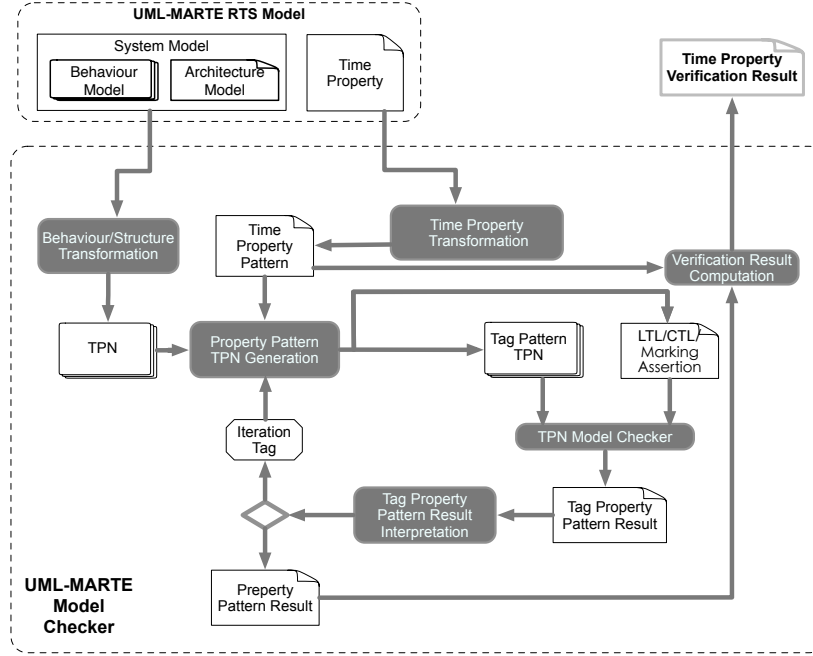 UML-MARTE RTS Model
System Model
Behaviour
Model
Architecture
Model
Time
Property
Time Property
Verification Result
Behaviour/Structure
Transformation
Time
Property
Pattern
Time Property
Transformation
Verification Result
Computation
TPN
Property Pattern
TPN Generation
Tag Pattern
TPN
LTL/CTL/
Marking
Assertion
Iteration
Tag
TPN Model Checker
Tag Property
Pattern Result
Interpretation
Tag Property
Pattern Result
Preperty
Pattern Result
UML-MARTE
Model
Checker